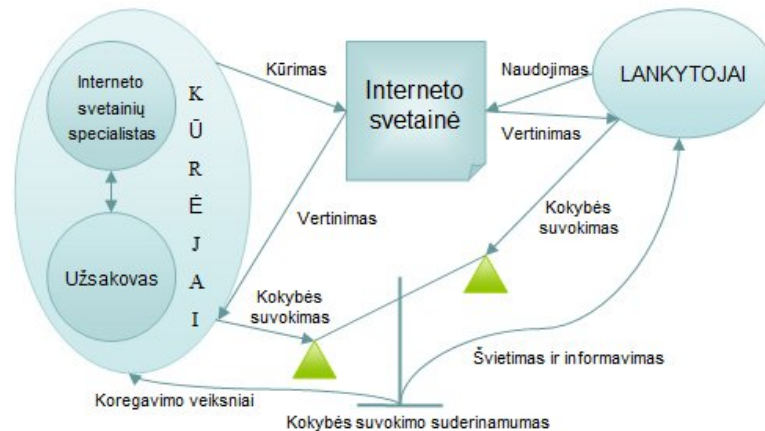 Interneto
svetainių
specialistas
Užsakovas
K
Ū
R
Ė
J
A
I
Kūrimas
Interneto
svetainė
Naudojimas
LANKYTOJAI
Vertinimas
Vertinimas
Kokybės
suvokimas
Kokybės
suvokimas
Švietimas ir informavimas
Koregavimo veiksniai
Kokybės suvokimo suderinamumas